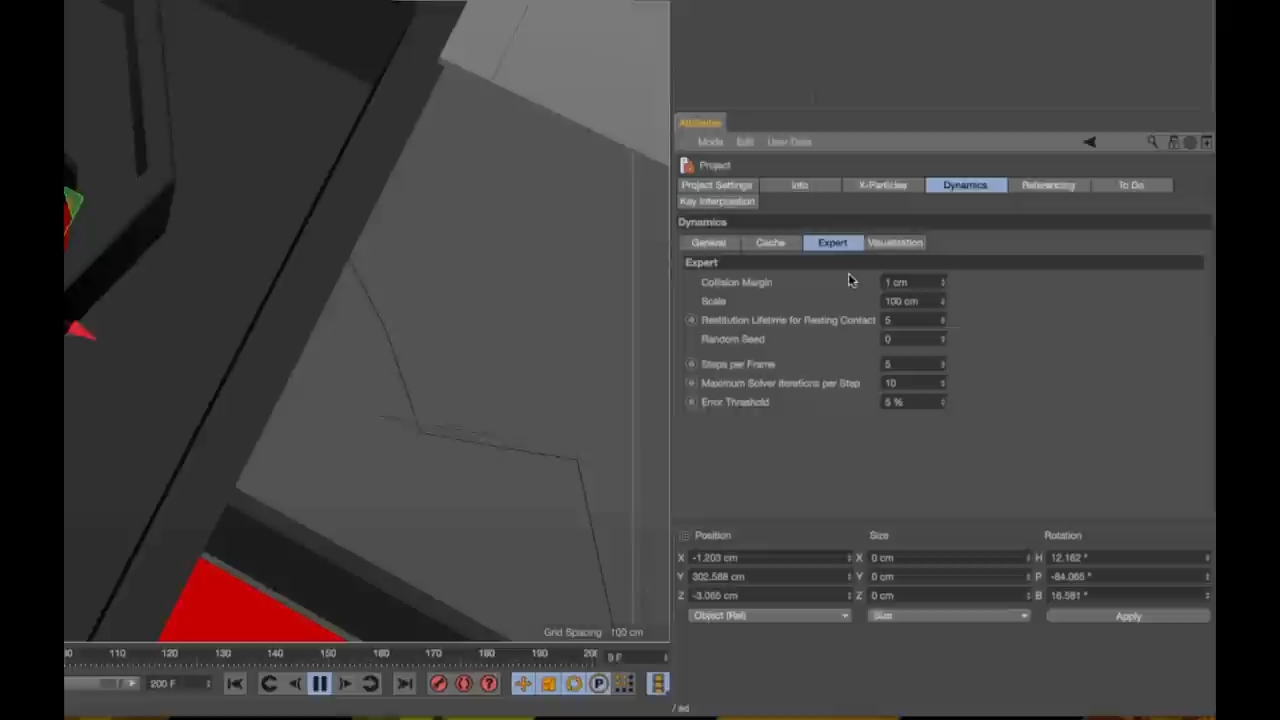 Attributes
Mode Edit User Data
Project
Project Settings Info X-Particles Dynamics Referencing To Do
Key Interpolation
Dynamics
General Cache Expert Visualization
Expert
Collision Margin 1 cm
Scale 100 cm
Restitution Lifetime for Resting Contact 5
Random Seed 0
Steps per Frame 5
Maximum Solver Iterations per Step 10
Error Threshold 5 %
Position Size Rotation
X -1.203 cm X 0 cm H 12.162 °
Y 302.588 cm Y 0 cm P -84.065 °
Z -3.065 cm Z 0 cm B 16.581 °
Object (Rel) Size Apply
Grid Spacing 100 cm
110 120 130 140 150 160 170 180 190 0 F
200 F
P